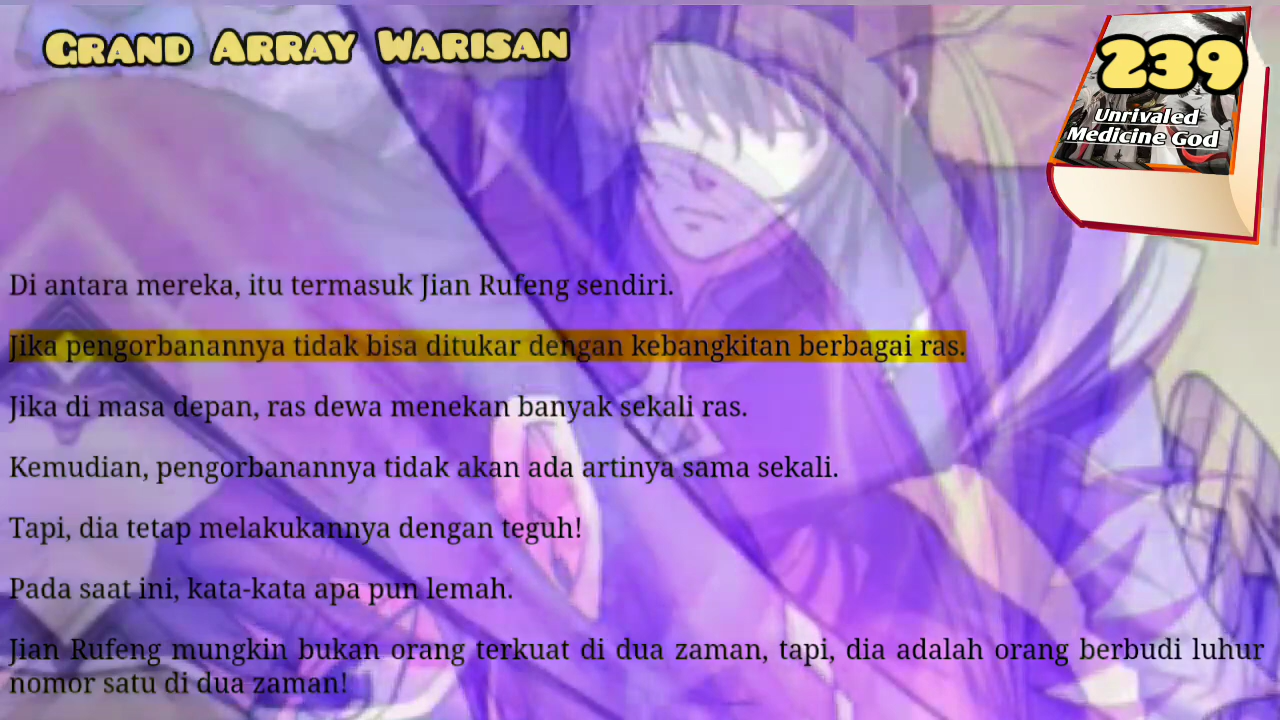 Grand Array Warisan
239
Unrivaled
Medicine God
Di antara mereka, itu termasuk Jian Rufeng sendiri.
Jika pengorbanannya tidak bisa ditukar dengan kebangkitan berbagai ras.
Jika di masa depan, ras dewa menekan banyak sekali ras.
Kemudian, pengorbanannya tidak akan ada artinya sama sekali.
Tapi, dia tetap melakukannya dengan teguh!
Pada saat ini, kata-kata apa pun lemah.
Jian Rufeng mungkin bukan orang terkuat di dua zaman, tapi, dia adalah orang berbudi luhur
nomor satu di dua zaman!